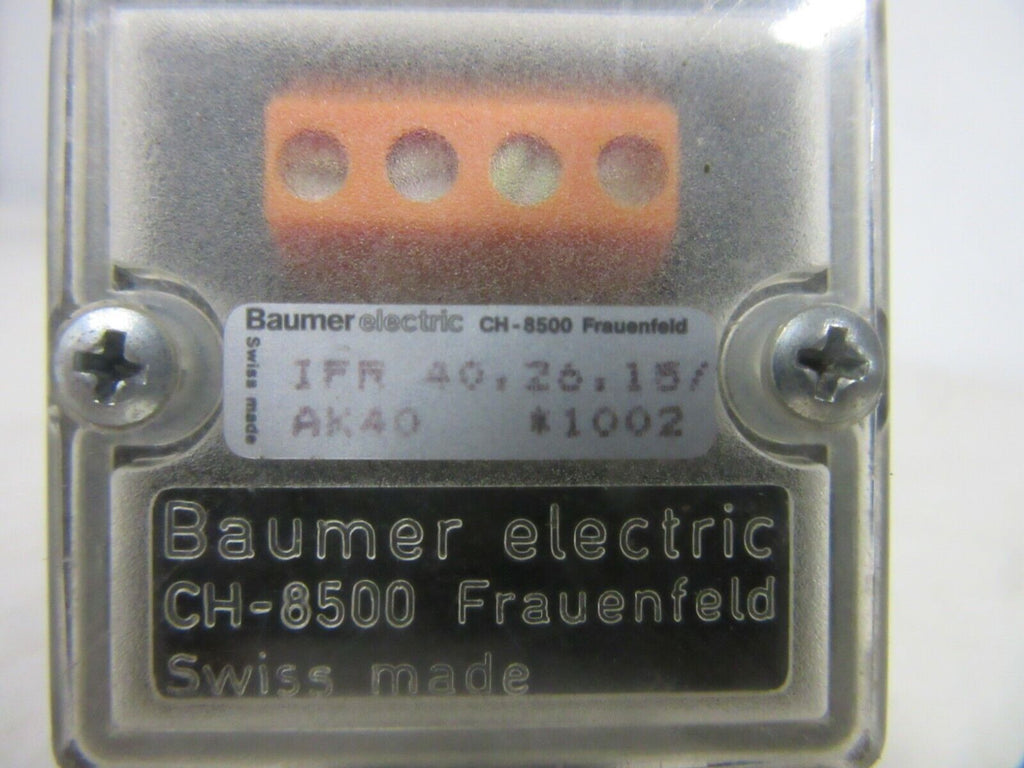 Baumer electric CH-8500 Frauenfeld
Swiss made
IFR 40.26.15/
AK40 *1002
Baumer electric
CH-8500 Frauenfeld
Swiss made